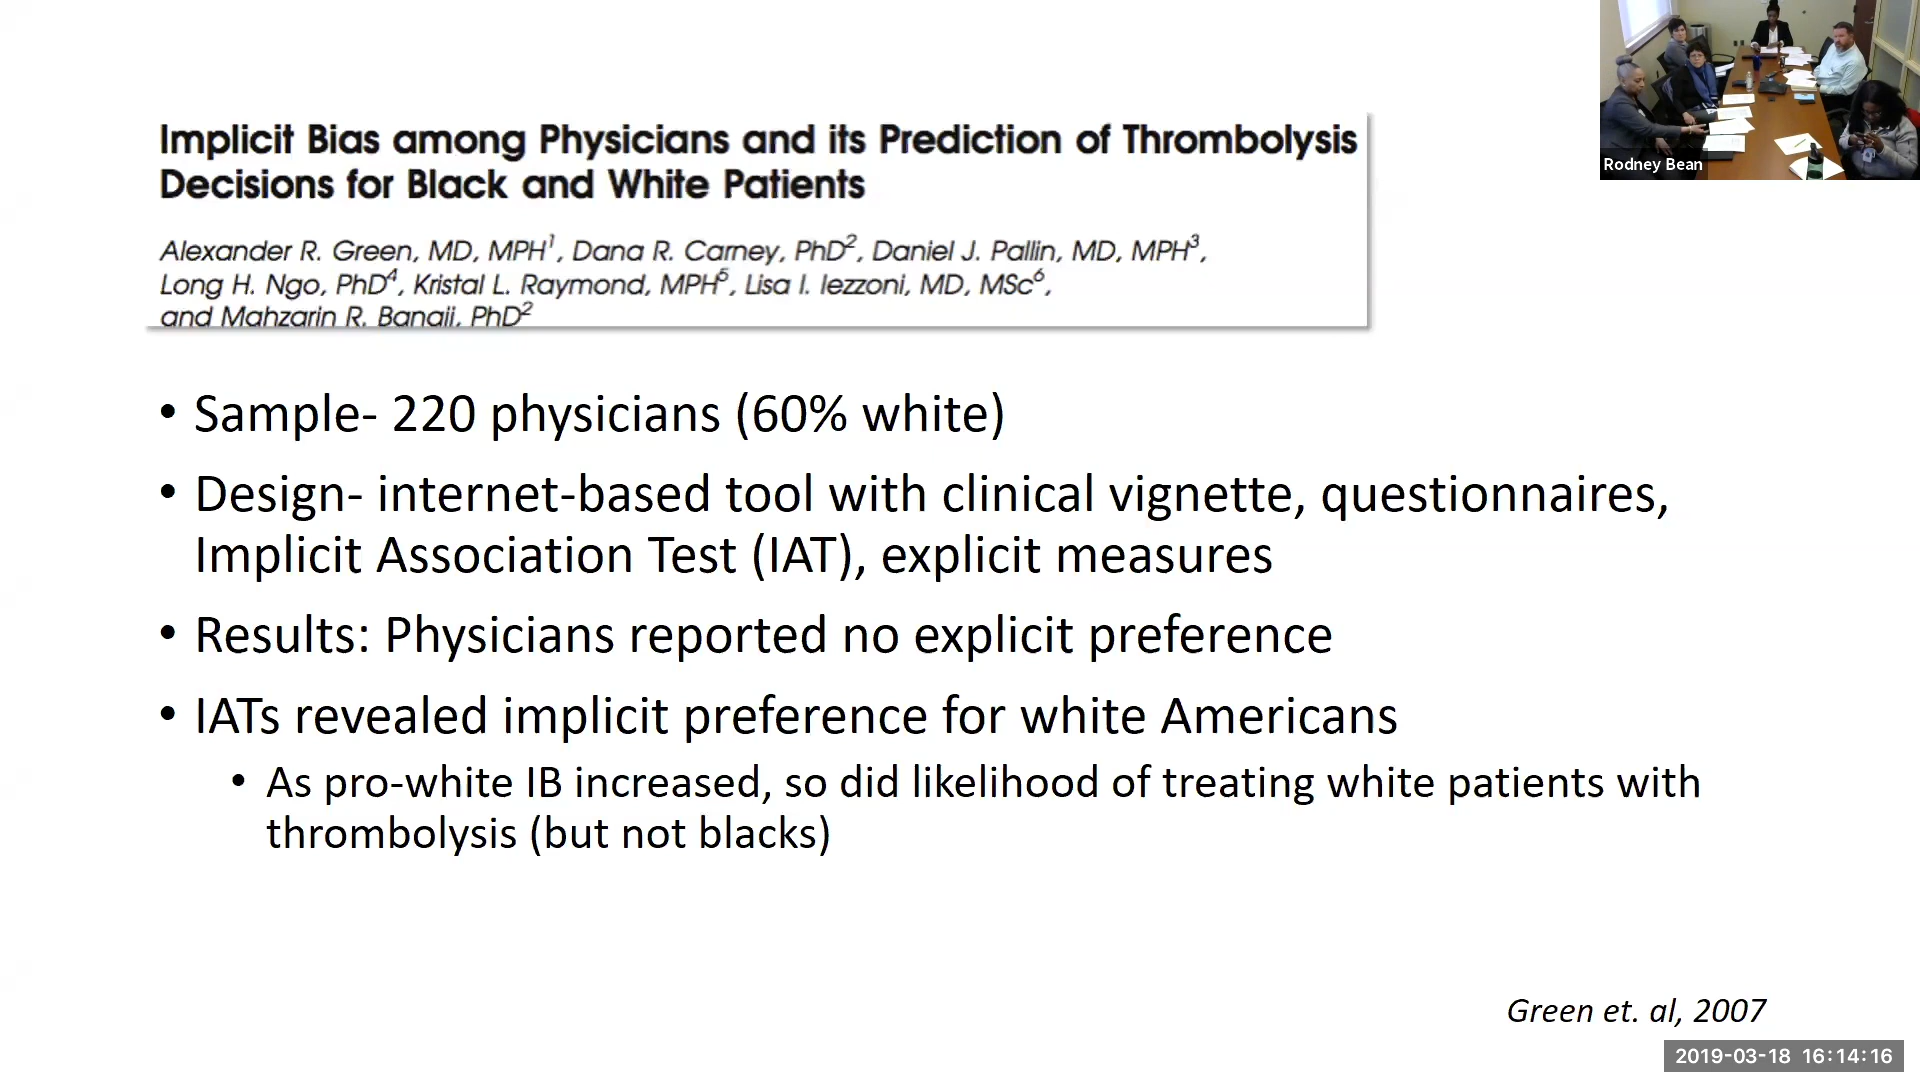 Implicit Bias among Physicians and its Prediction of Thrombolysis
Decisions for Black and White Patients
Alexander R. Green, MD, MPH1, Dana R. Carney, PhD2, Daniel J. Pallin, MD, MPH3,
Long H. Ngo, PhD4, Kristal L. Raymond, MPH5, Lisa I. Iezzoni, MD, MSc6,
and Mahzarin R. Banaji, PhD2
Rodney Bean
• Sample- 220 physicians (60% white)
• Design- internet-based tool with clinical vignette, questionnaires,
Implicit Association Test (IAT), explicit measures
• Results: Physicians reported no explicit preference
• IATs revealed implicit preference for white Americans
• As pro-white IB increased, so did likelihood of treating white patients with
thrombolysis (but not blacks)
Green et. al, 2007
2019-03-18 16:14:16